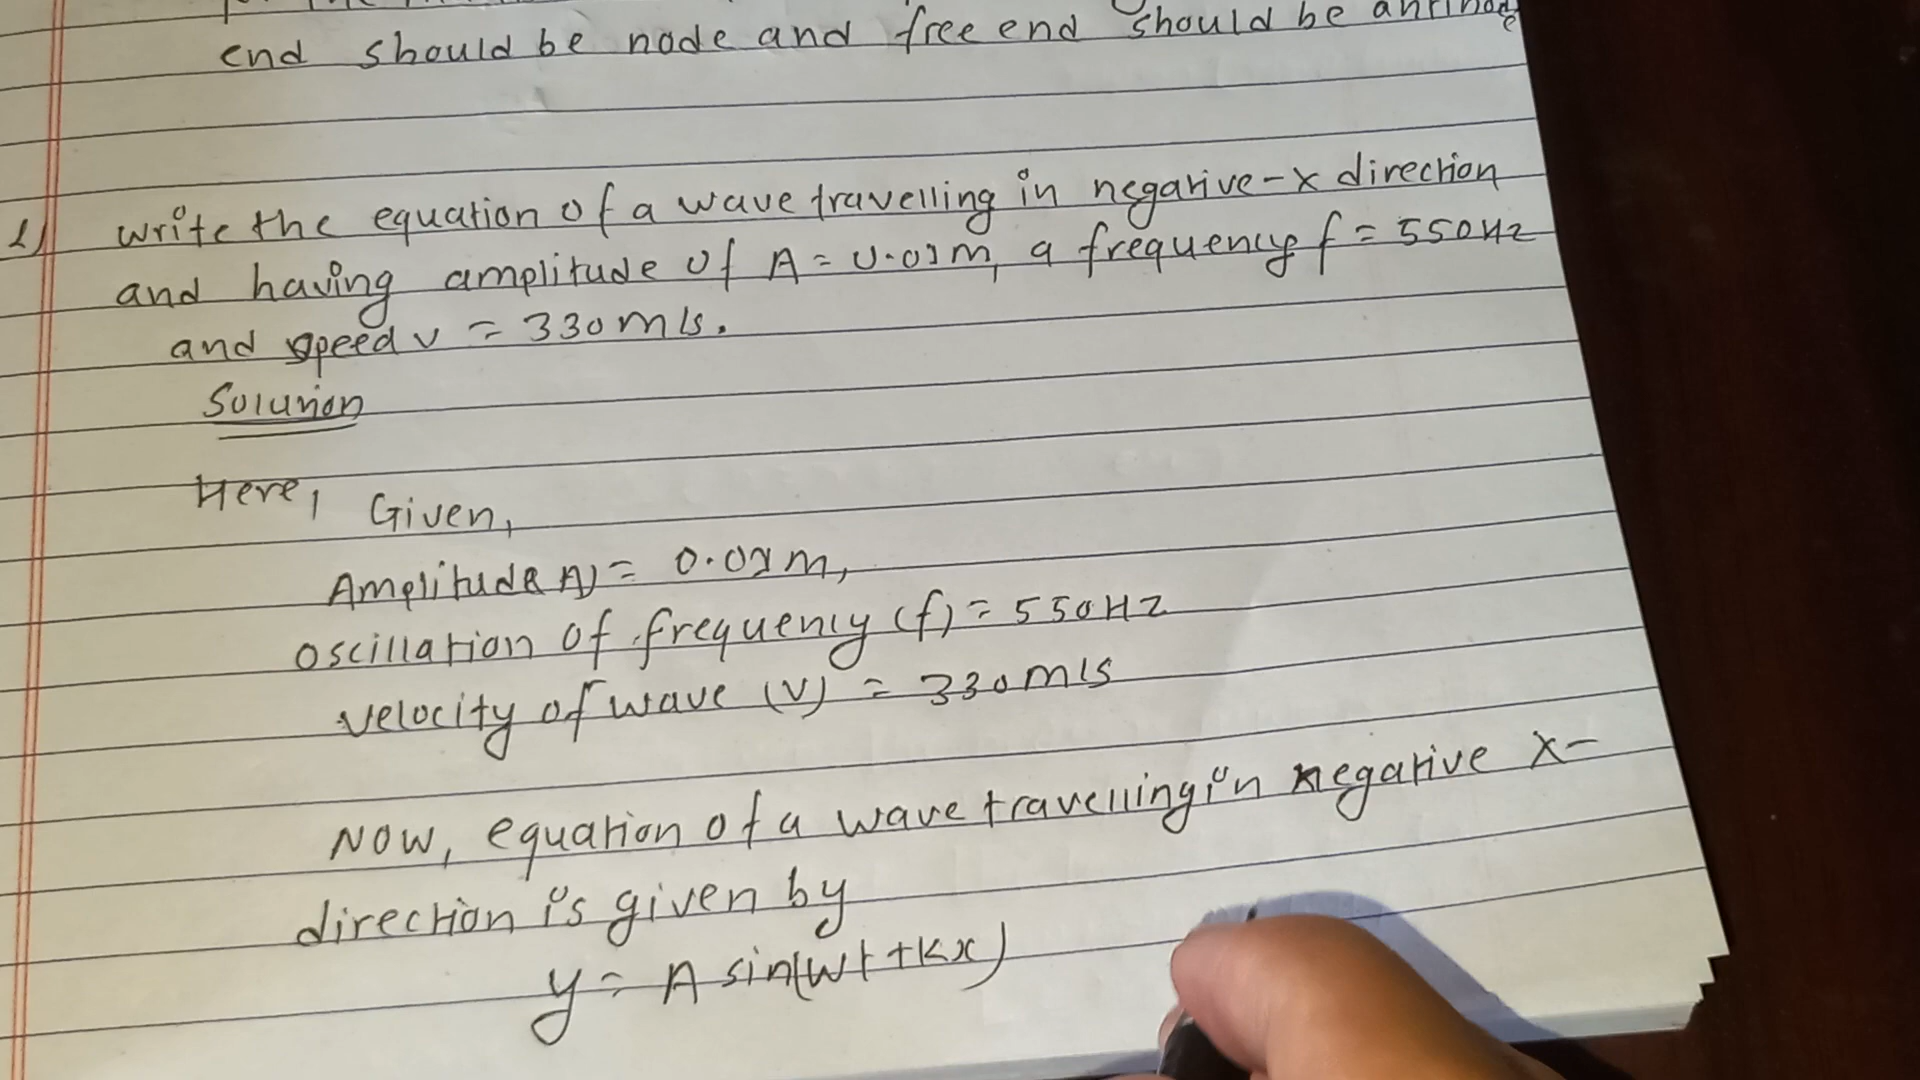 end should be node and free end should be antinode
1) write the equation of a wave travelling in negative-x direction
and having amplitude of A = 0.01m, a frequency f = 550Hz
and speed v = 330m/s.
Solution
Here, Given,
Amplitude A) = 0.01m,
oscillation of frequency (f) = 550HZ
velocity of wave (v) = 330m/s
NOW, equation of a wave travelling in negative x-
direction is given by
y = A sin(wt+kx)